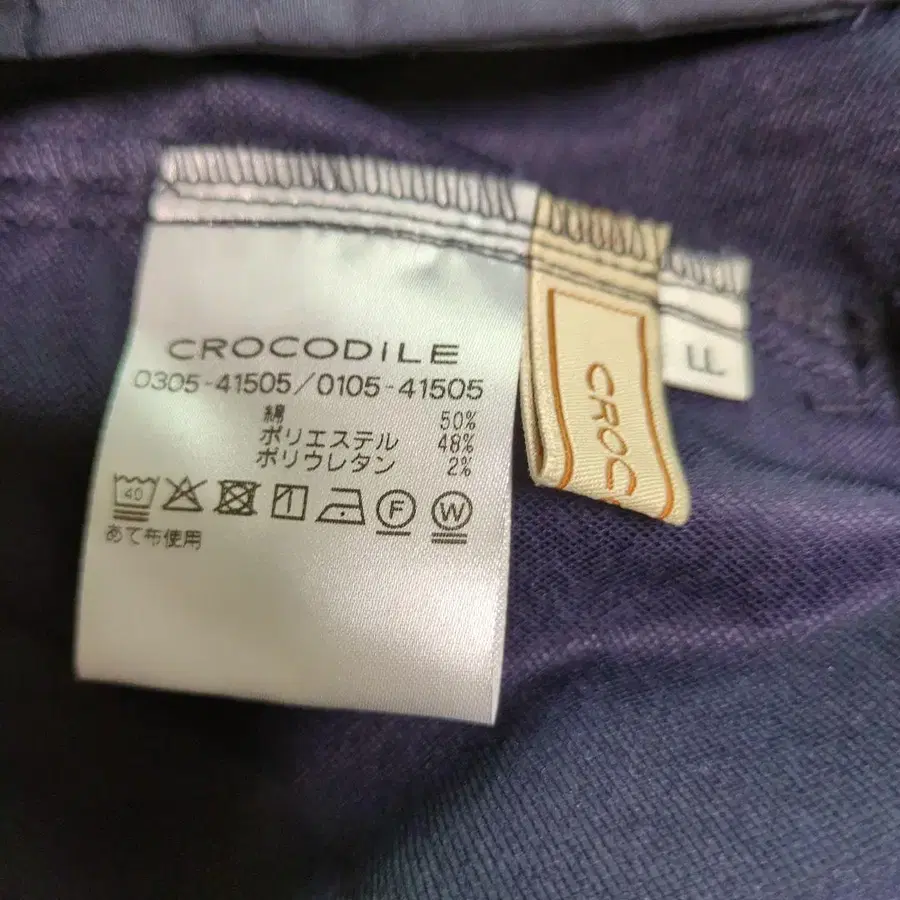 CROCODiLE
0305-41505/0105-41505
綿 50%
ポリエステル 48%
ポリウレタン 2%
40
F
W
あて布使用
CROC
LL